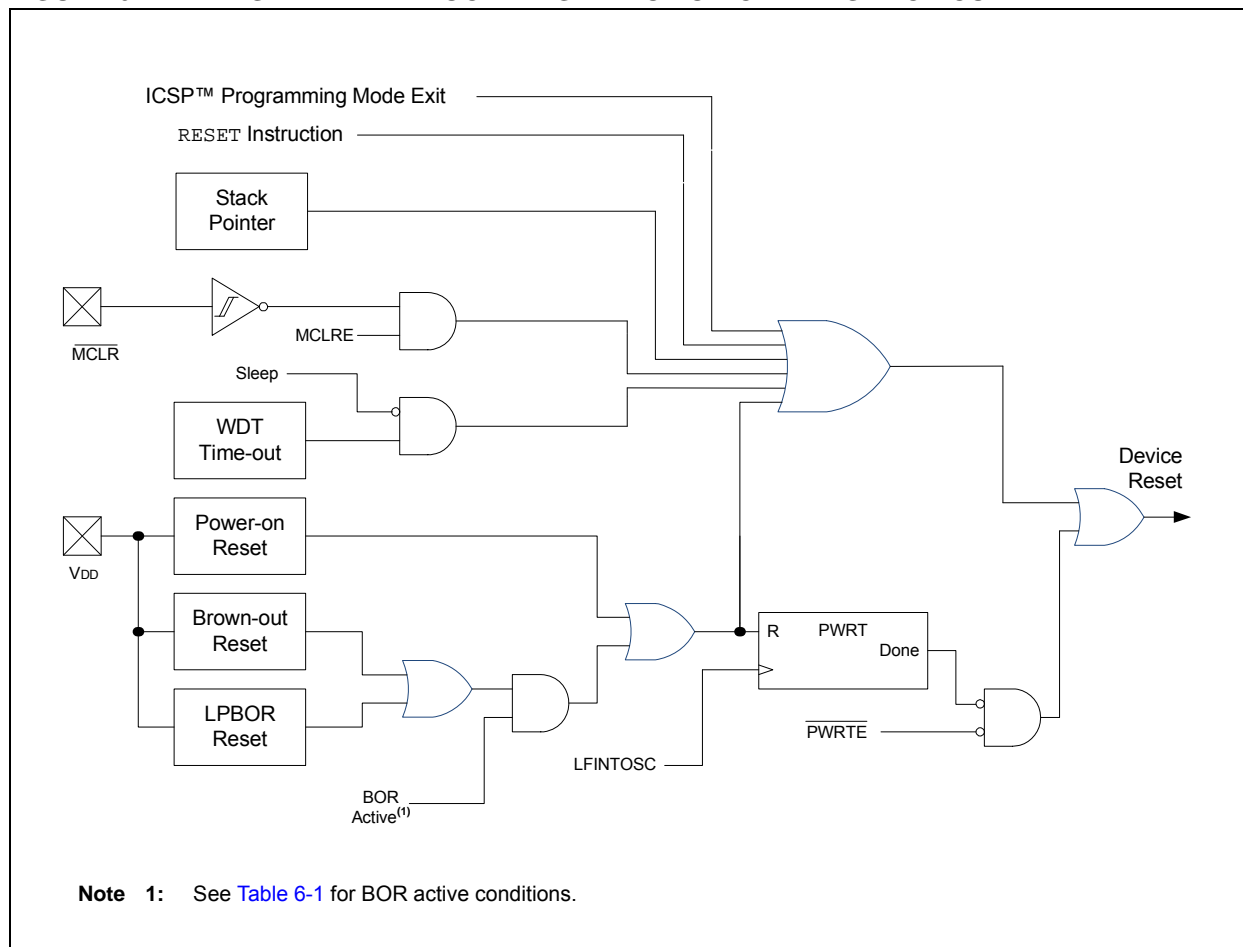 ICSP™ Programming Mode Exit
RESET Instruction
Stack
Pointer
MCLR
MCLRE
Sleep
WDT
Time-out
Device
Reset
VDD
Power-on
Reset
Brown-out
Reset
LPBOR
Reset
R
PWRT
Done
PWRTE
LFINTOSC
BOR
Active(1)
Note 1: See Table 6-1 for BOR active conditions.